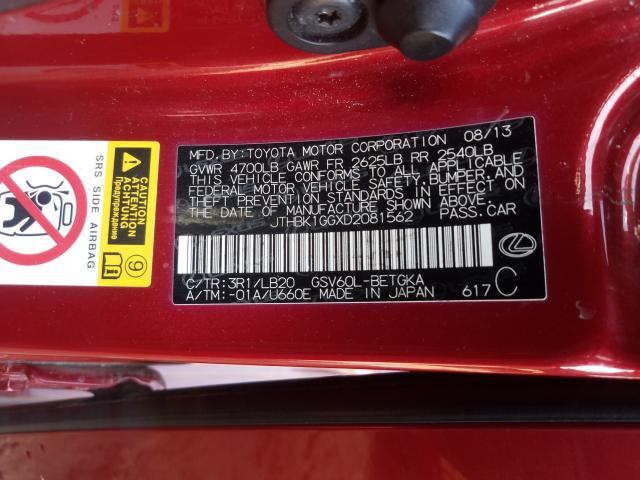 MFD. BY: TOYOTA MOTOR CORPORATION 08/13
GVWR 4700LB GAWR FR 2625LB RR 2540LB
THIS VEHICLE CONFORMS TO ALL APPLICABLE
FEDERAL MOTOR VEHICLE SAFETY, BUMPER, AND
THEFT PREVENTION STANDARDS IN EFFECT ON
THE DATE OF MANUFACTURE SHOWN ABOVE.
JTHBK1GGXD2081562 PASS.CAR
C/TR:3R1/LB20 GSV60L-BETGKA
A/TM:-01A/U660E MADE IN JAPAN 617 C
SRS SIDE AIRBAG
CAUTION
ATTENTION
ACHTUNG
Предупреждение
9